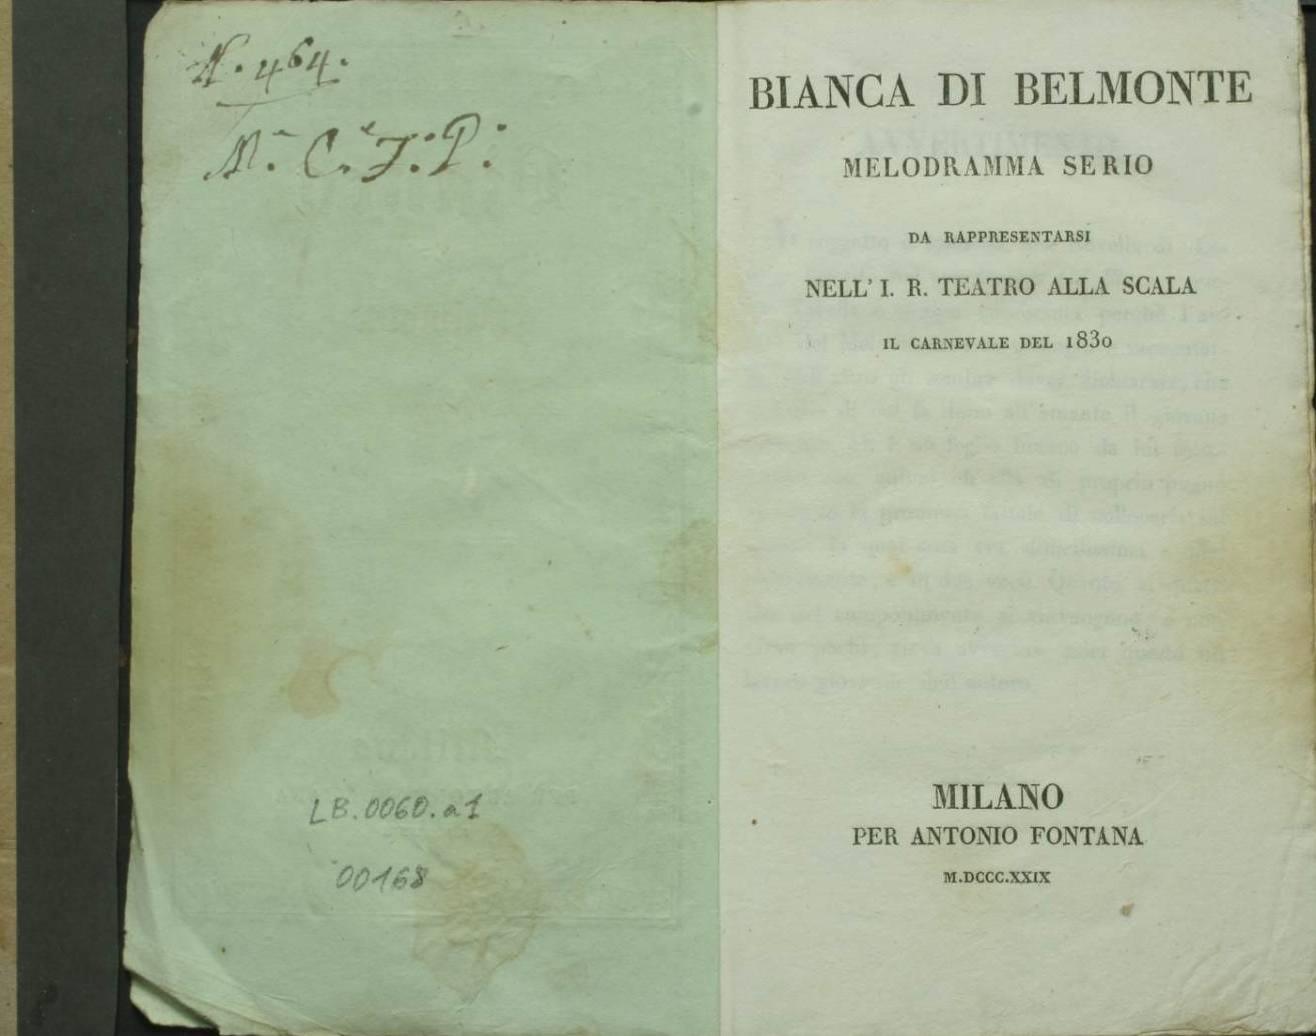 N. 464.
M. C. F. P.
LB.0060.a1
00168
BIANCA DI BELMONTE
MELODRAMMA SERIO
DA RAPPRESENTARSI
NELL' I. R. TEATRO ALLA SCALA
IL CARNEVALE DEL 1830
MILANO
PER ANTONIO FONTANA
M.DCCC.XXIX